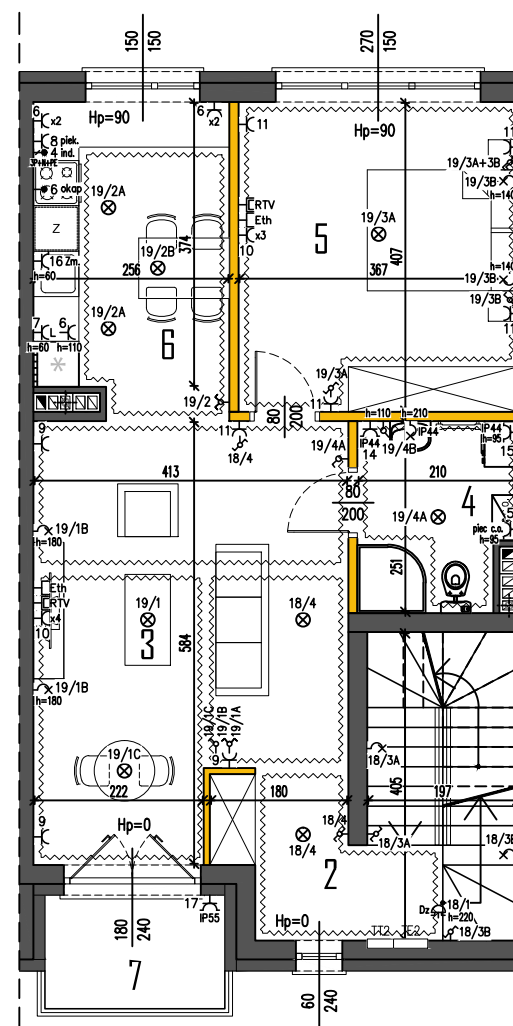 150
150
270
150
6
x2
Hp=90
6
x2
11
Hp=90
11
8 piek.
4 ind.
3P+N+PE
6 okap
19/2A
19/3A+3B
19/3B
h=140
RTV
Eth
x3
10
19/3A
5
Z
374
19/2B
407
16 Zm.
h=60
256
367
h=140
19/3B
19/3B
11
7
L
6
h=60
h=110
19/2A
6
19/3A
19/2
80
200
11
h=110
h=210
9
11
18/4
19/4A
IP44
14
19/4B
IP44
IP44
h=95
15
413
80
200
210
4
19/4A
piec c.o.
h=95
19/1B
h=180
251
Eth
RTV
x4
10
19/1
3
584
18/4
19/1B
h=180
19/1C
19/1B
19/1A
9
18/3A
19/1C
222
180
405
197
9
Hp=0
18/4
18/4
18/3A
18/3B
2
17
IP55
Hp=0
Dz
18/1
h=220
18/3B
TT2
TE2
180
240
7
60
240